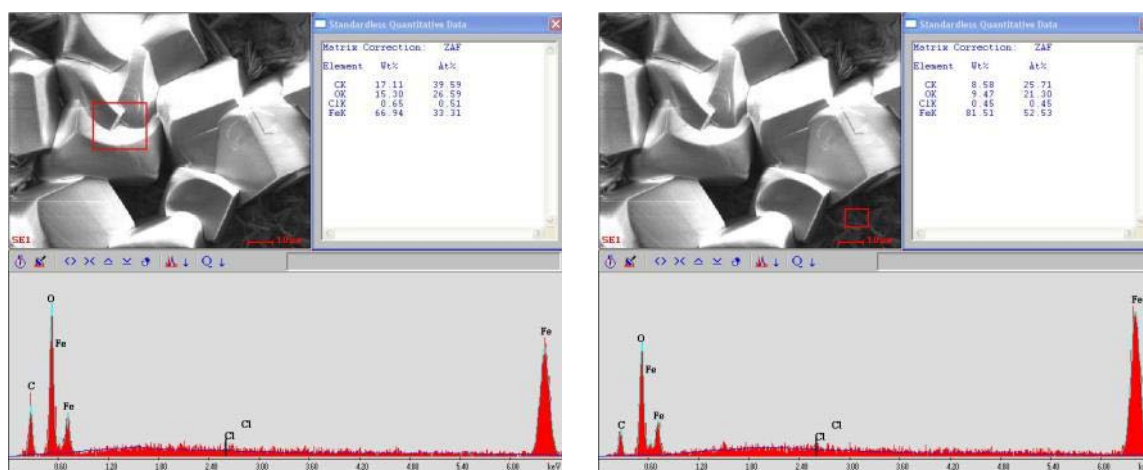 Standardless Quantitative Data
Matrix Correction: ZAF
Element Wt% At%
CK 17.11 39.59
OK 15.30 26.59
ClK 0.65 0.51
FeK 66.94 33.31
SE1
O
Fe
C
Fe
Cl
Cl
Fe
0.60 1.20 1.80 2.40 3.00 3.60 4.20 4.80 5.40 6.00 keV
Standardless Quantitative Data
Matrix Correction: ZAF
Element Wt% At%
CK 8.58 25.71
OK 9.47 21.30
ClK 0.45 0.45
FeK 81.51 52.53
SE1
Fe
O
Fe
C
Fe
Cl
Cl
0.60 1.20 1.80 2.40 3.00 3.60 4.20 4.80 5.40 6.00